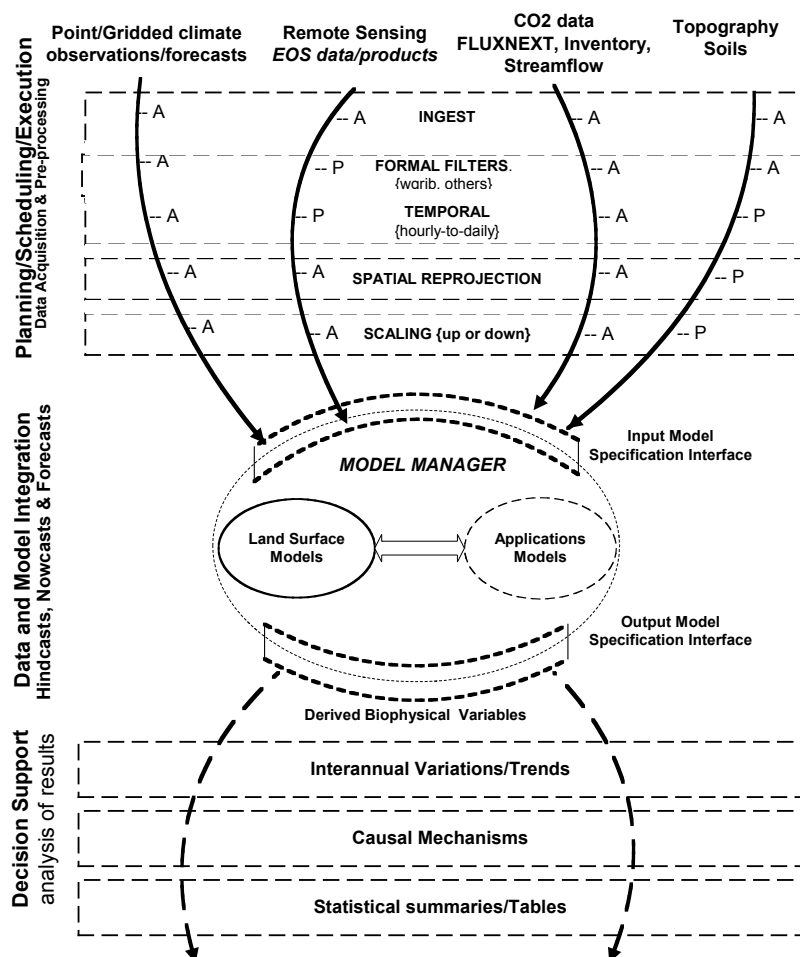 Point/Gridded climate
observations/forecasts
Remote Sensing
EOS data/products
CO2 data
FLUXNEXT, Inventory,
Streamflow
Topography
Soils
Planning/Scheduling/Execution
Data Acquisition & Pre-processing
-- A
-- A
INGEST
-- A
-- A
-- A
-- P
FORMAL FILTERS.
{warib. others}
-- A
-- A
-- A
-- P
TEMPORAL
{hourly-to-daily}
-- A
-- P
-- A
-- A
SPATIAL REPROJECTION
-- A
-- P
-- A
-- A
SCALING {up or down}
-- A
-- P
Data and Model Integration
Hindcasts, Nowcasts & Forecasts
MODEL MANAGER
Input Model
Specification Interface
Land Surface
Models
Applications
Models
Output Model
Specification Interface
Derived Biophysical Variables
Decision Support
analysis of results
Interannual Variations/Trends
Causal Mechanisms
Statistical summaries/Tables